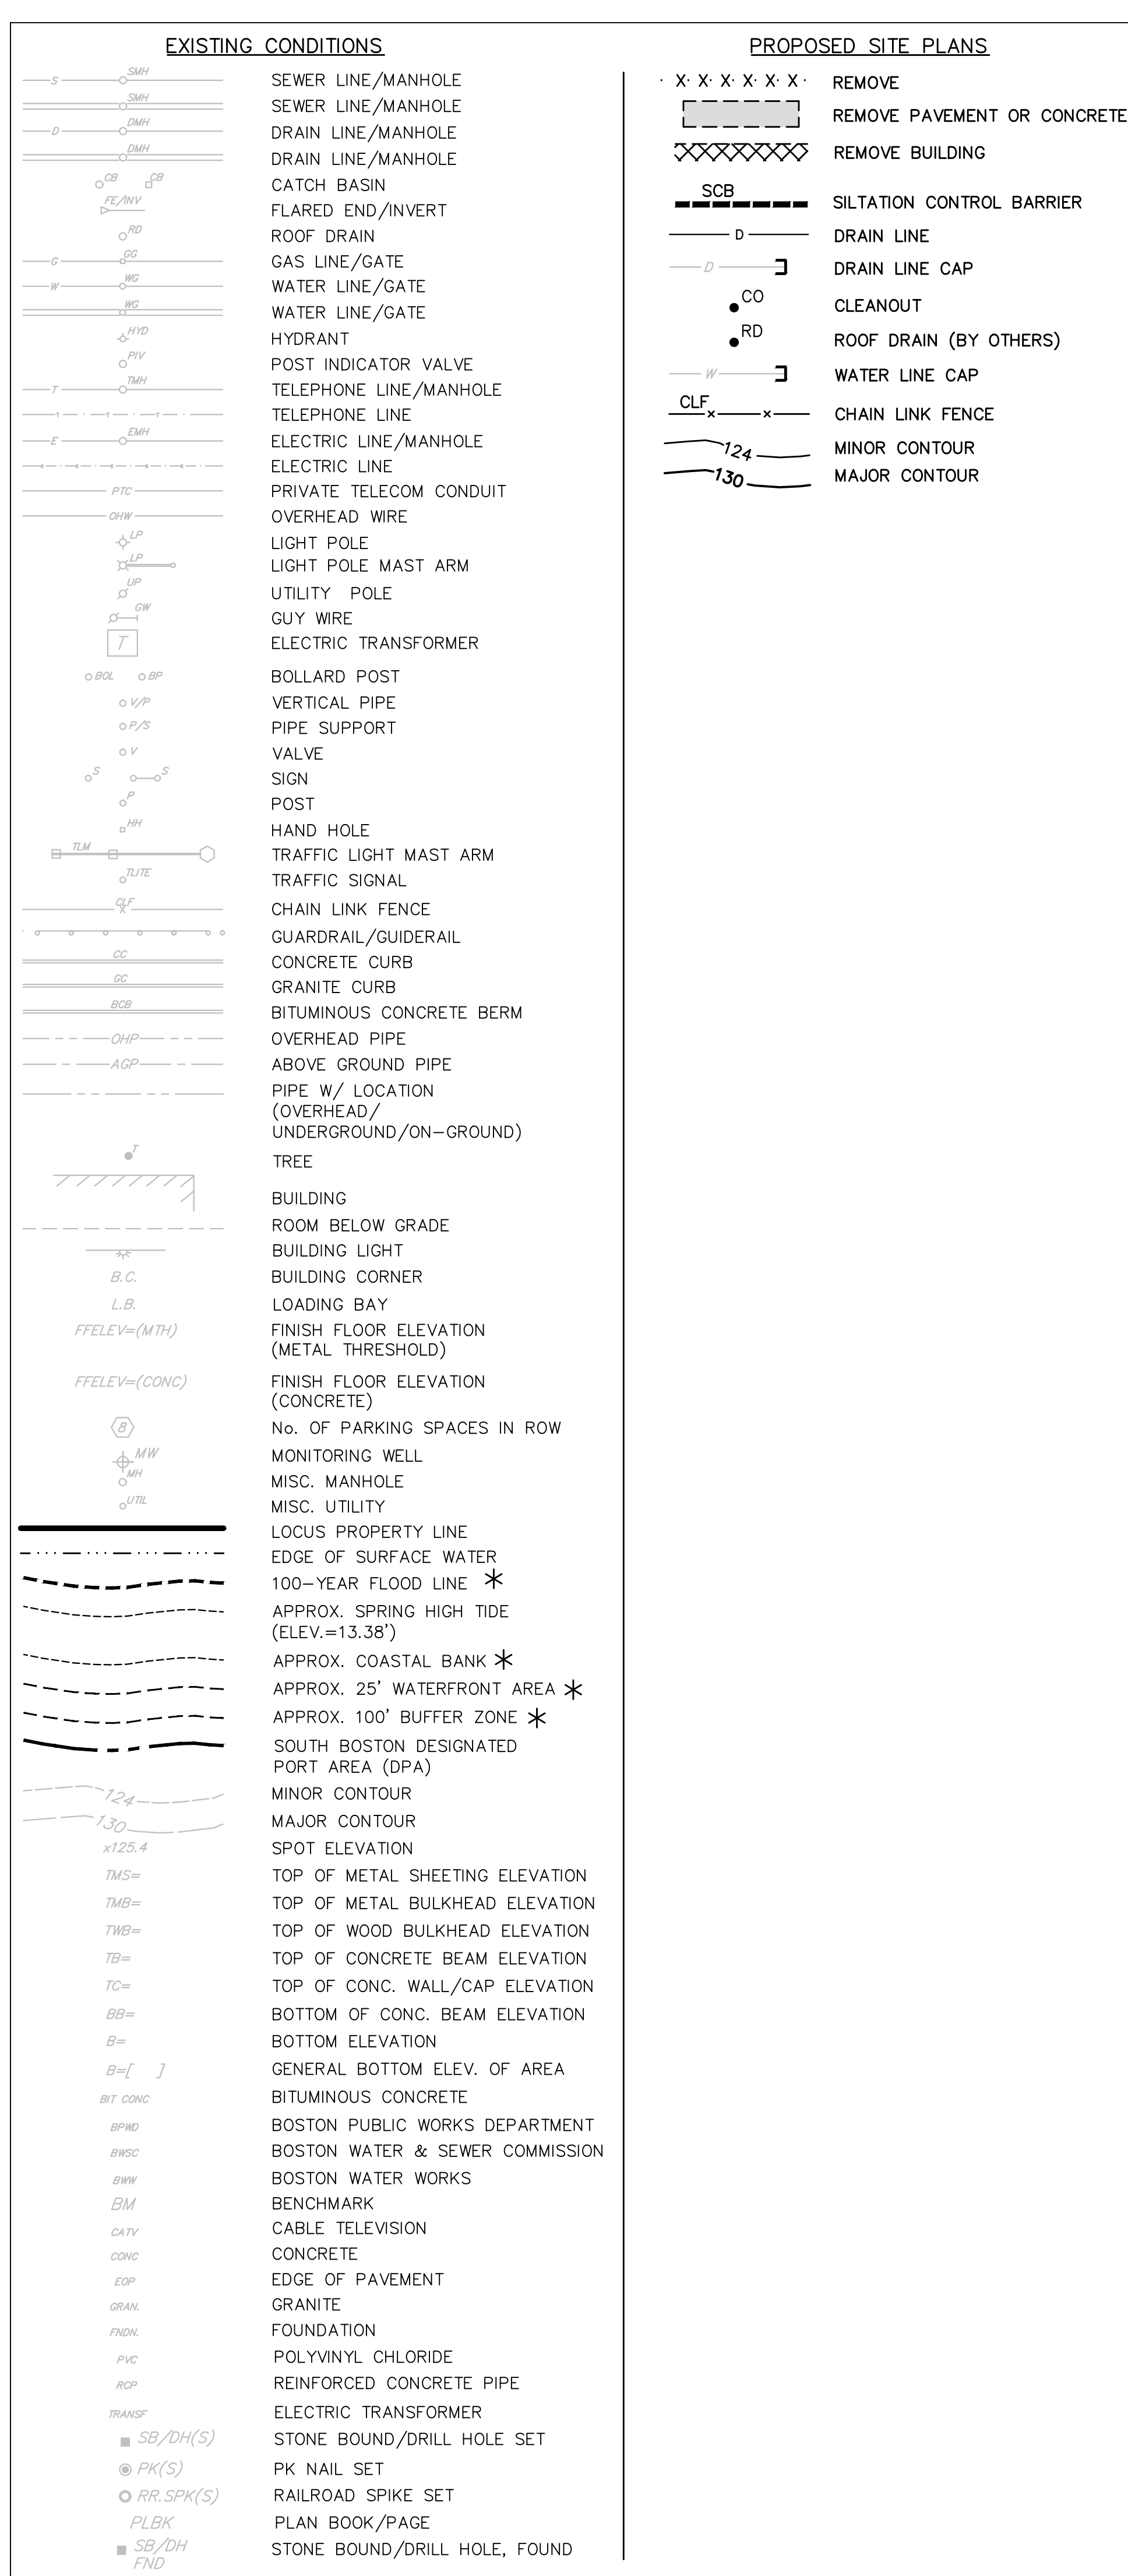 EXISTING CONDITIONS
S SMH SEWER LINE/MANHOLE
SMH SEWER LINE/MANHOLE
D DMH DRAIN LINE/MANHOLE
DMH DRAIN LINE/MANHOLE
CB CB CATCH BASIN
FE/INV FLARED END/INVERT
RD ROOF DRAIN
G GG GAS LINE/GATE
W WG WATER LINE/GATE
WG WATER LINE/GATE
HYD HYDRANT
PIV POST INDICATOR VALVE
T TMH TELEPHONE LINE/MANHOLE
T T T TELEPHONE LINE
E EMH ELECTRIC LINE/MANHOLE
ELECTRIC LINE
PTC PRIVATE TELECOM CONDUIT
OHW OVERHEAD WIRE
LP LIGHT POLE
LP LIGHT POLE MAST ARM
UP UTILITY POLE
GW GUY WIRE
T ELECTRIC TRANSFORMER
BOL BP BOLLARD POST
V/P VERTICAL PIPE
P/S PIPE SUPPORT
V VALVE
S S SIGN
P POST
HH HAND HOLE
TLM TRAFFIC LIGHT MAST ARM
TLITE TRAFFIC SIGNAL
CLF X CHAIN LINK FENCE
GUARDRAIL/GUIDERAIL
CC CONCRETE CURB
GC GRANITE CURB
BCB BITUMINOUS CONCRETE BERM
OHP OVERHEAD PIPE
AGP ABOVE GROUND PIPE
PIPE W/ LOCATION
(OVERHEAD/
UNDERGROUND/ON-GROUND)
T TREE
BUILDING
ROOM BELOW GRADE
BUILDING LIGHT
B.C. BUILDING CORNER
L.B. LOADING BAY
FFELEV=(MTH) FINISH FLOOR ELEVATION
(METAL THRESHOLD)
FFELEV=(CONC) FINISH FLOOR ELEVATION
(CONCRETE)
8 No. OF PARKING SPACES IN ROW
MW MONITORING WELL
MH MISC. MANHOLE
UTIL MISC. UTILITY
LOCUS PROPERTY LINE
EDGE OF SURFACE WATER
100-YEAR FLOOD LINE *
APPROX. SPRING HIGH TIDE
(ELEV.=13.38')
APPROX. COASTAL BANK *
APPROX. 25' WATERFRONT AREA *
APPROX. 100' BUFFER ZONE *
SOUTH BOSTON DESIGNATED
PORT AREA (DPA)
124 MINOR CONTOUR
130 MAJOR CONTOUR
x125.4 SPOT ELEVATION
TMS= TOP OF METAL SHEETING ELEVATION
TMB= TOP OF METAL BULKHEAD ELEVATION
TWB= TOP OF WOOD BULKHEAD ELEVATION
TB= TOP OF CONCRETE BEAM ELEVATION
TC= TOP OF CONC. WALL/CAP ELEVATION
BB= BOTTOM OF CONC. BEAM ELEVATION
B= BOTTOM ELEVATION
B=[ ] GENERAL BOTTOM ELEV. OF AREA
BIT CONC BITUMINOUS CONCRETE
BPWD BOSTON PUBLIC WORKS DEPARTMENT
BWSC BOSTON WATER & SEWER COMMISSION
BWW BOSTON WATER WORKS
BM BENCHMARK
CATV CABLE TELEVISION
CONC CONCRETE
EOP EDGE OF PAVEMENT
GRAN. GRANITE
FNDN. FOUNDATION
PVC POLYVINYL CHLORIDE
RCP REINFORCED CONCRETE PIPE
TRANSF ELECTRIC TRANSFORMER
SB/DH(S) STONE BOUND/DRILL HOLE SET
PK(S) PK NAIL SET
RR.SPK(S) RAILROAD SPIKE SET
PLBK PLAN BOOK/PAGE
SB/DH STONE BOUND/DRILL HOLE, FOUND
FND
PROPOSED SITE PLANS
X X X X X X REMOVE
REMOVE PAVEMENT OR CONCRETE
REMOVE BUILDING
SCB SILTATION CONTROL BARRIER
D DRAIN LINE
D DRAIN LINE CAP
CO CLEANOUT
RD ROOF DRAIN (BY OTHERS)
W WATER LINE CAP
CLF x x CHAIN LINK FENCE
124 MINOR CONTOUR
130 MAJOR CONTOUR